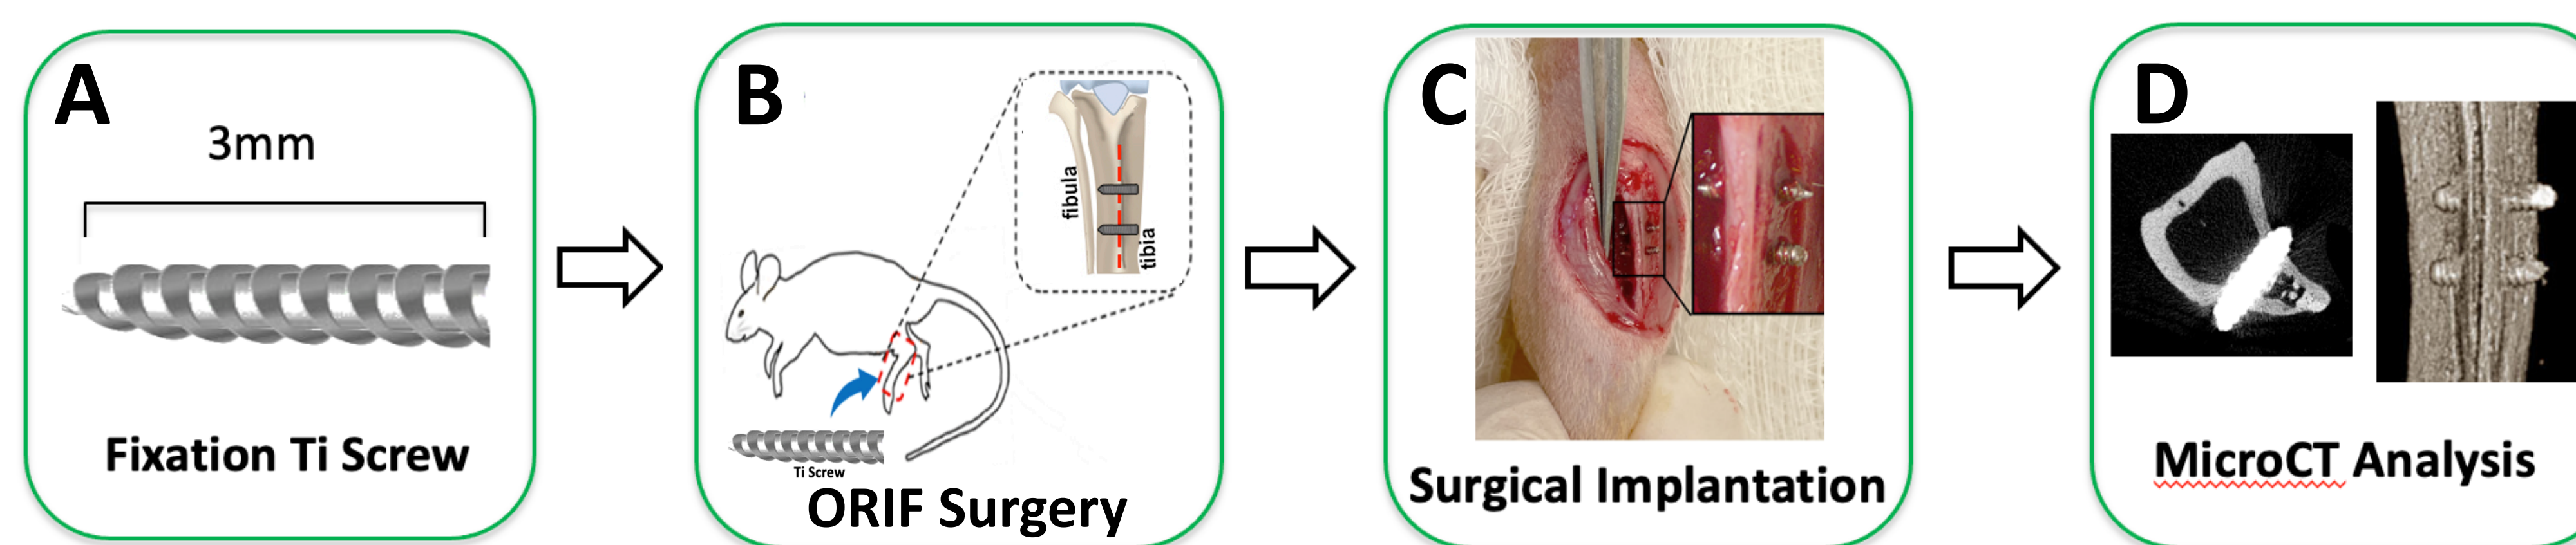 A
3mm
Fixation Ti Screw
B
fibula
tibia
Ti Screw
ORIF Surgery
C
Surgical Implantation
D
MicroCT Analysis